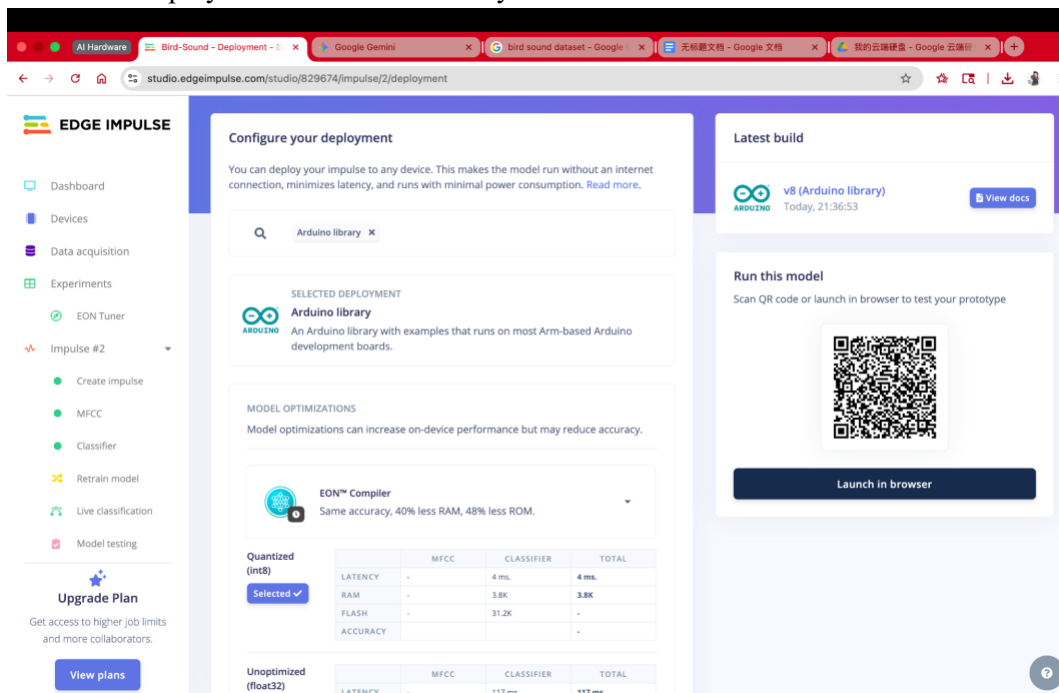 AI Hardware
Bird-Sound - Deployment - E
Google Gemini
bird sound dataset - Google
无标题文档 - Google 文档
我的云端硬盘 - Google 云端硬
studio.edgeimpulse.com/studio/829674/impulse/2/deployment
EDGE IMPULSE
Dashboard
Devices
Data acquisition
Experiments
EON Tuner
Impulse #2
Create impulse
MFCC
Classifier
Retrain model
Live classification
Model testing
Upgrade Plan
Get access to higher job limits
and more collaborators.
View plans
Configure your deployment
You can deploy your impulse to any device. This makes the model run without an internet
connection, minimizes latency, and runs with minimal power consumption. Read more.
Arduino library ×
SELECTED DEPLOYMENT
ARDUINO
Arduino library
An Arduino library with examples that runs on most Arm-based Arduino
development boards.
MODEL OPTIMIZATIONS
Model optimizations can increase on-device performance but may reduce accuracy.
EON™ Compiler
Same accuracy, 40% less RAM, 48% less ROM.
Quantized
(int8)
Selected ✓
MFCC CLASSIFIER TOTAL
LATENCY - 4 ms. 4 ms.
RAM - 3.8K 3.8K
FLASH - 31.2K -
ACCURACY -
Unoptimized
(float32)
MFCC CLASSIFIER TOTAL
LATENCY - 117 ms. 117 ms.
Latest build
ARDUINO
v8 (Arduino library)
Today, 21:36:53
View docs
Run this model
Scan QR code or launch in browser to test your prototype
Launch in browser